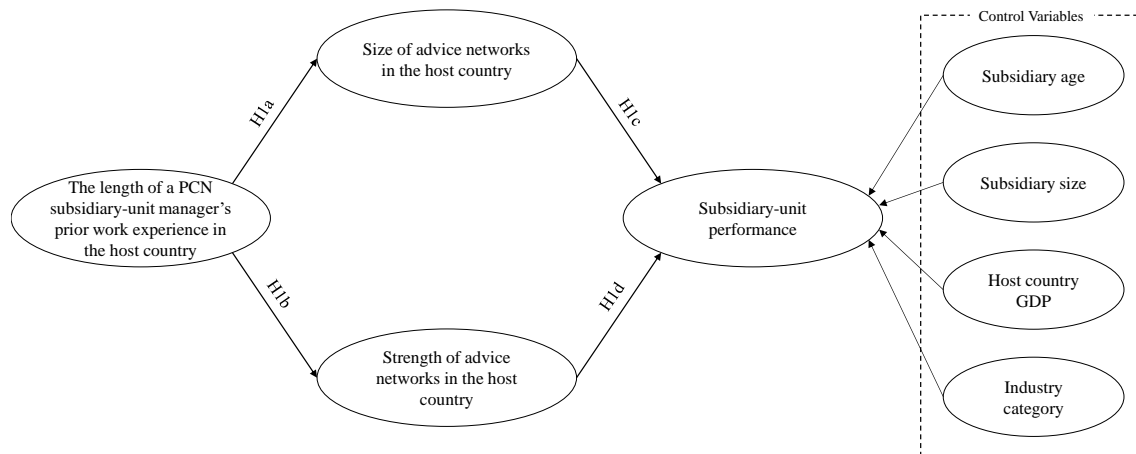 Control Variables
Size of advice networks
in the host country
Subsidiary age
H1a
H1c
The length of a PCN
subsidiary-unit manager’s
prior work experience in
the host country
Subsidiary-unit
performance
Subsidiary size
H1b
H1d
Host country
GDP
Strength of advice
networks in the host
country
Industry
category